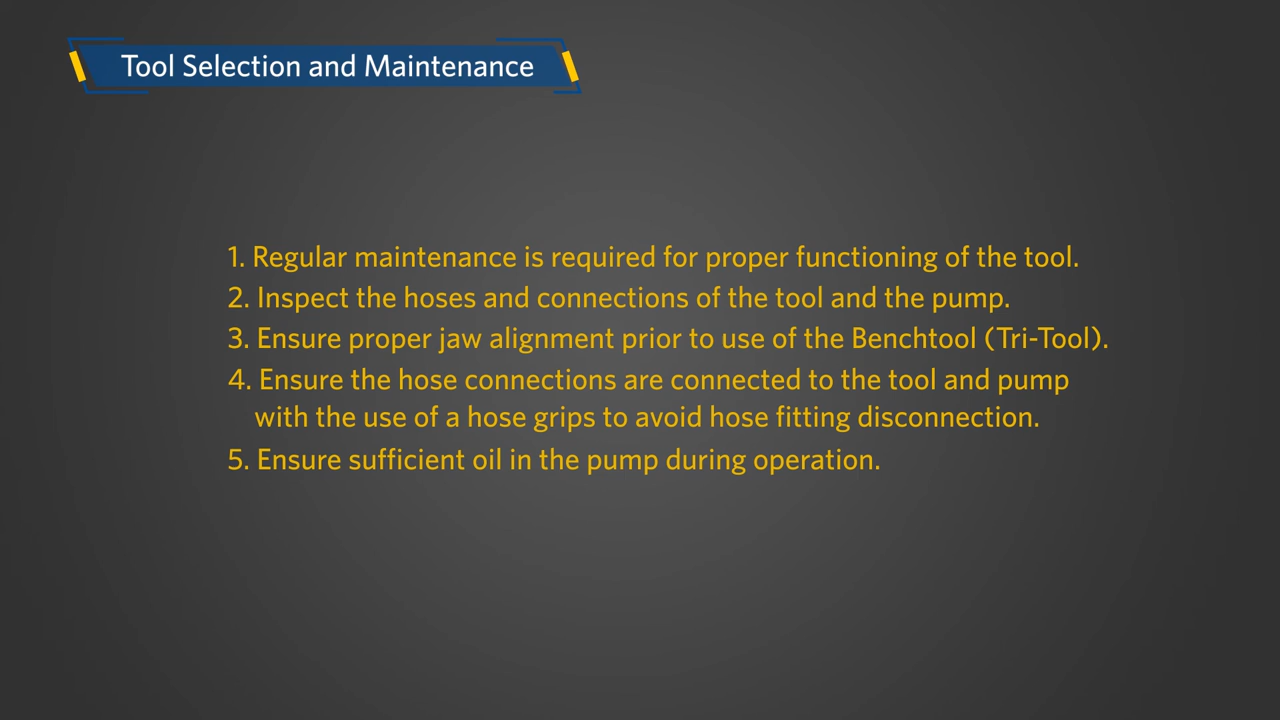 Tool Selection and Maintenance
1. Regular maintenance is required for proper functioning of the tool.
2. Inspect the hoses and connections of the tool and the pump.
3. Ensure proper jaw alignment prior to use of the Benchtool (Tri-Tool).
4. Ensure the hose connections are connected to the tool and pump
with the use of a hose grips to avoid hose fitting disconnection.
5. Ensure sufficient oil in the pump during operation.